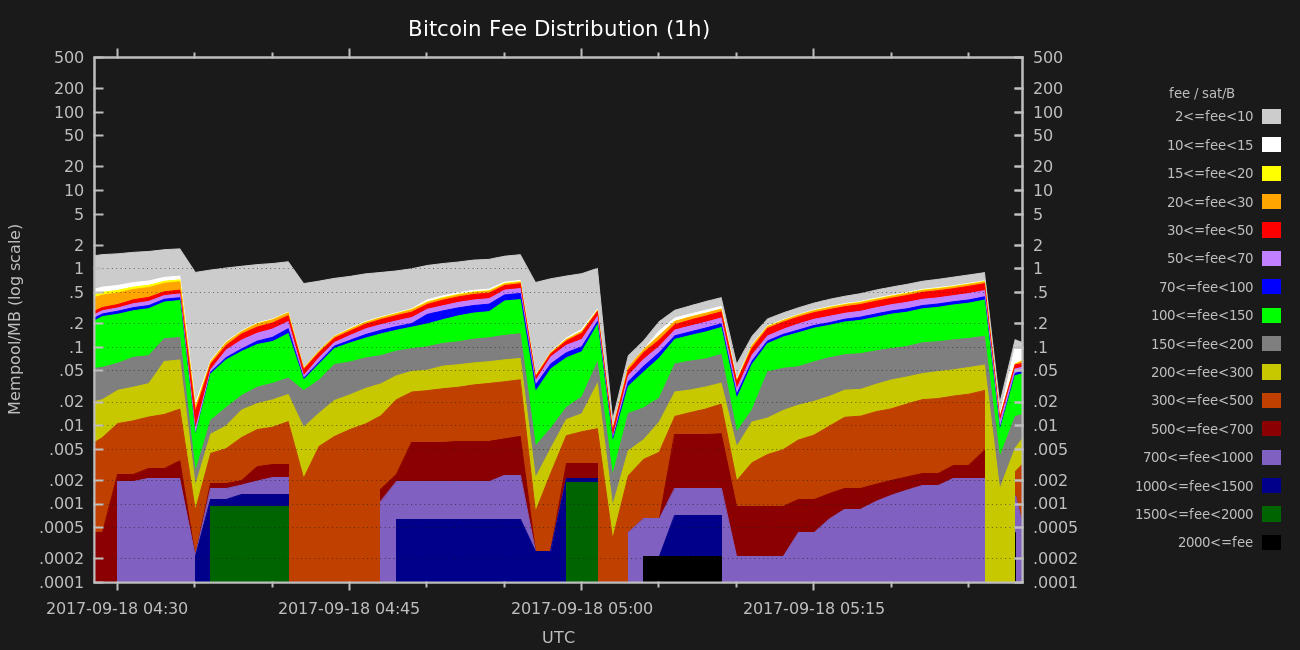 Bitcoin Fee Distribution (1h)
500 500
200 200
100 100
50 50
20 20
10 10
5 5
2 2
1 1
.5 .5
.2 .2
.1 .1
.05 .05
.02 .02
.01 .01
.005 .005
.002 .002
.001 .001
.0005 .0005
.0002 .0002
.0001 .0001
Mempool/MB (log scale)
2017-09-18 04:30 2017-09-18 04:45 2017-09-18 05:00 2017-09-18 05:15
UTC
fee / sat/B
2<=fee<10
10<=fee<15
15<=fee<20
20<=fee<30
30<=fee<50
50<=fee<70
70<=fee<100
100<=fee<150
150<=fee<200
200<=fee<300
300<=fee<500
500<=fee<700
700<=fee<1000
1000<=fee<1500
1500<=fee<2000
2000<=fee